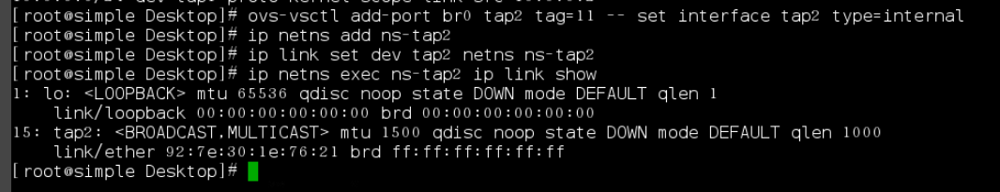 [root@simple Desktop]# ovs-vsctl add-port br0 tap2 tag=11 -- set interface tap2 type=internal
[root@simple Desktop]# ip netns add ns-tap2
[root@simple Desktop]# ip link set dev tap2 netns ns-tap2
[root@simple Desktop]# ip netns exec ns-tap2 ip link show
1: lo: <LOOPBACK> mtu 65536 qdisc noop state DOWN mode DEFAULT qlen 1
    link/loopback 00:00:00:00:00:00 brd 00:00:00:00:00:00
15: tap2: <BROADCAST,MULTICAST> mtu 1500 qdisc noop state DOWN mode DEFAULT qlen 1000
    link/ether 92:7e:30:1e:76:21 brd ff:ff:ff:ff:ff:ff
[root@simple Desktop]#